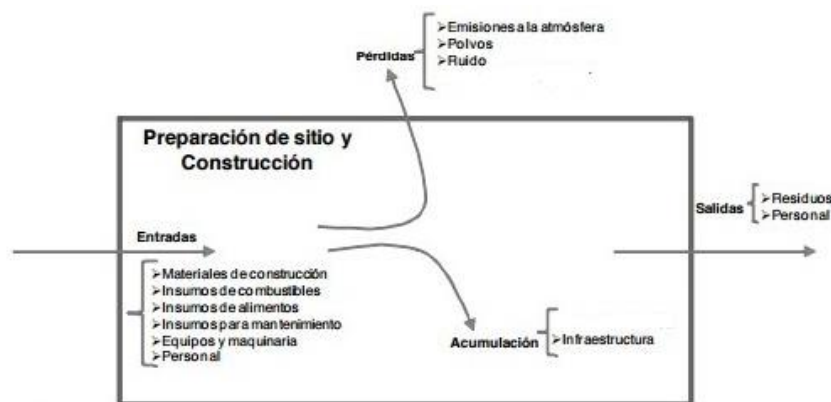 Pérdidas
Emisiones a la atmósfera
Polvos
Ruido
Preparación de sitio y
Construcción
Entradas
Materiales de construcción
Insumos de combustibles
Insumos de alimentos
Insumos para mantenimiento
Equipos y maquinaria
Personal
Acumulación
Infraestructura
Salidas
Residuos
Personal